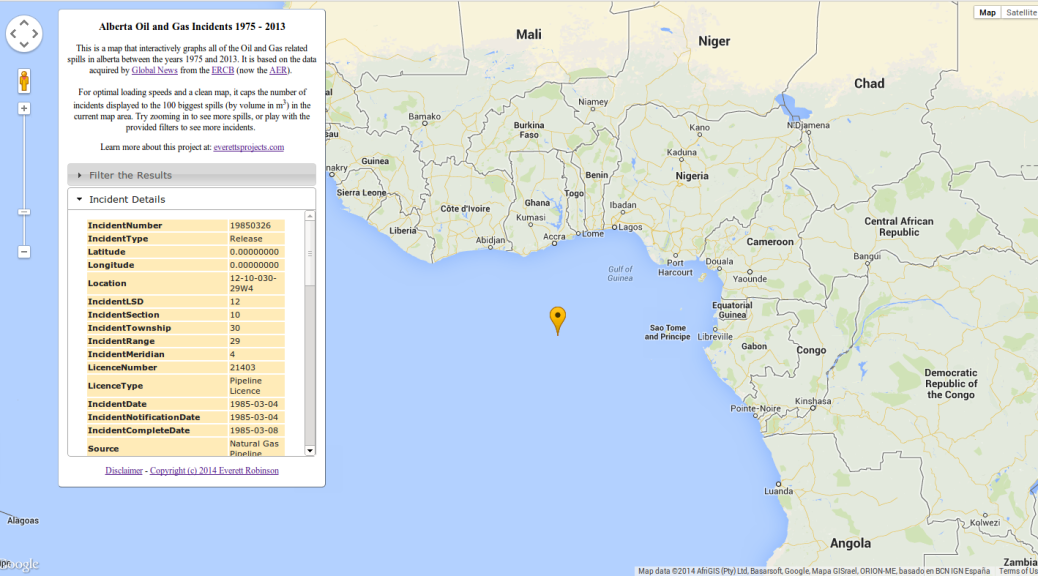 Alberta Oil and Gas Incidents 1975 - 2013
This is a map that interactively graphs all of the Oil and Gas related
spills in alberta between the years 1975 and 2013. It is based on the data
acquired by Global News from the ERCB (now the AER).
For optimal loading speeds and a clean map, it caps the number of
incidents displayed to the 100 biggest spills (by volume in m³) in the
current map area. Try zooming in to see more spills, or play with the
provided filters to see more incidents.
Learn more about this project at: everettsprojects.com
Filter the Results
Incident Details
IncidentNumber 19850326
IncidentType Release
Latitude 0.00000000
Longitude 0.00000000
Location 12-10-030-
29W4
IncidentLSD 12
IncidentSection 10
IncidentTownship 30
IncidentRange 29
IncidentMeridian 4
LicenceNumber 21403
LicenceType Pipeline
Licence
IncidentDate 1985-03-04
IncidentNotificationDate 1985-03-04
IncidentCompleteDate 1985-03-08
Source Natural Gas
Pipeline
Disclaimer - Copyright (c) 2014 Everett Robinson
Map
Satellite
Mali
Niger
Chad
Niamey
Bamako
Burkina
Faso
Kano
N'Djamena
Kaduna
Guinea
Benin
Nigeria
Sierra Leone
Togo
Ghana
Côte d'Ivoire
Ibadan
Kumasi
Central African
Republic
Liberia
Abidjan
Accra
Lome
Lagos
Cameroon
Bangui
Port
Harcourt
Douala
Gulf of
Guinea
Yaounde
Equatorial
Guinea
Sao Tome
and Principe
Libreville
Gabon
Congo
Democratic
Republic of
the Congo
Kinshasa
Pointe-Noire
Luanda
Alagoas
Kolwezi
Angola
Zambia
Google
Map data ©2014 AfriGIS (Pty) Ltd, Basarsoft, Google, Mapa GISrael, ORION-ME, basado en BCN IGN España
Terms of Us